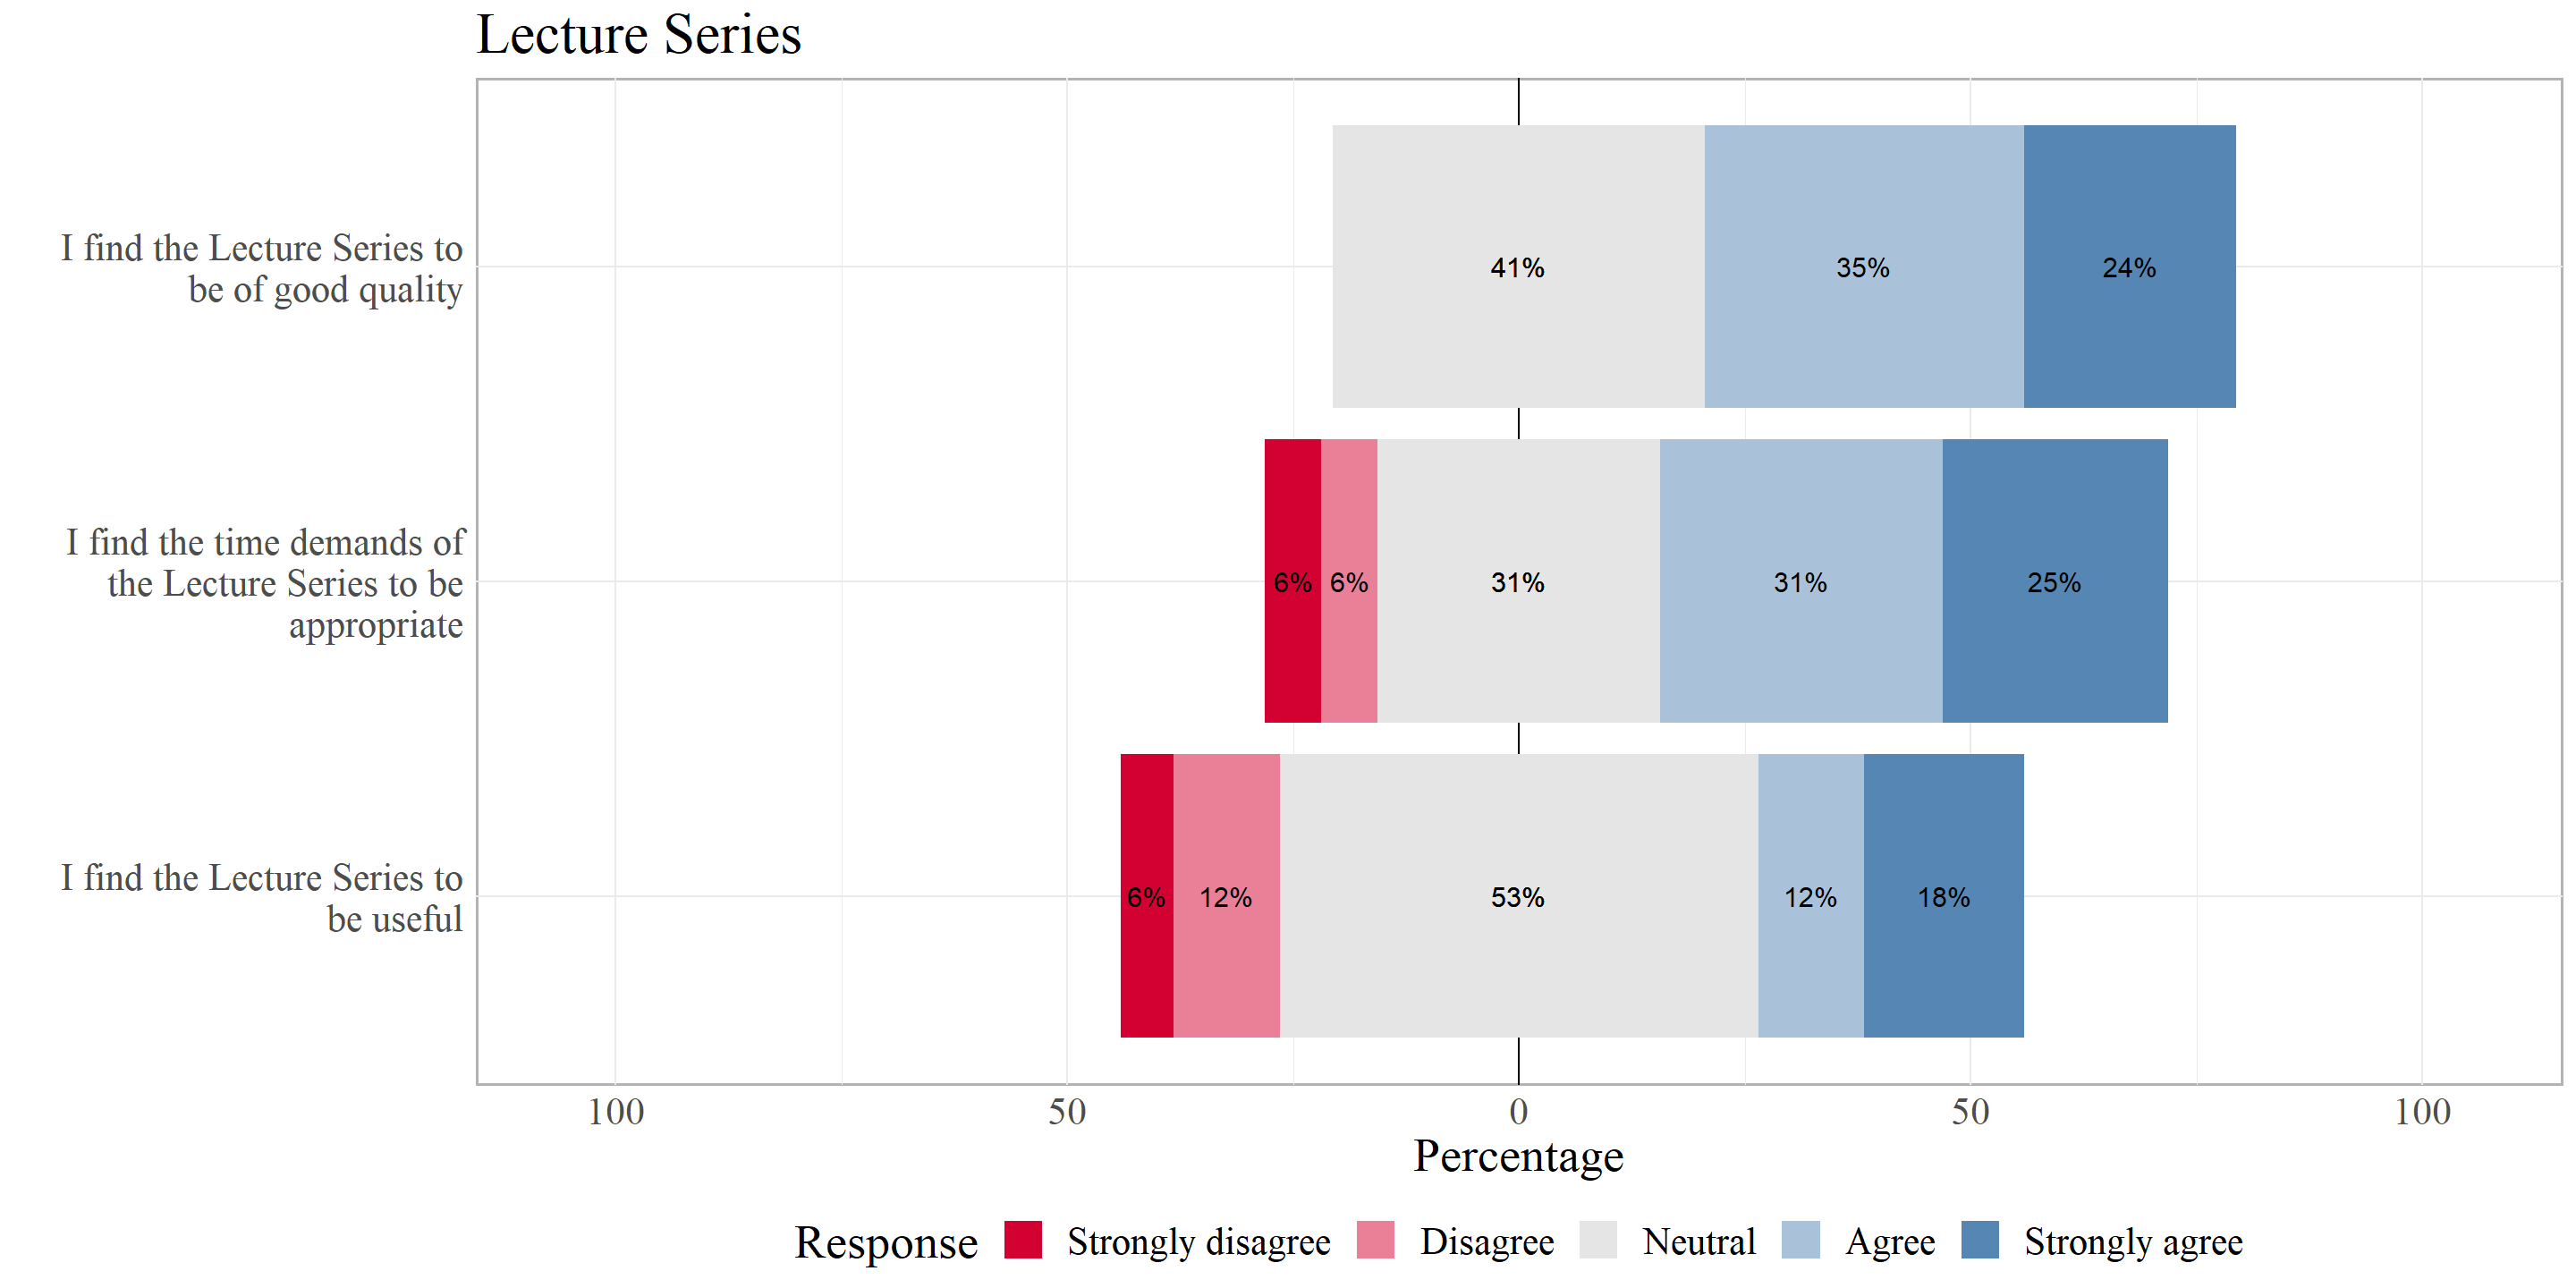 Lecture Series
I find the Lecture Series to
be of good quality
41%
35%
24%
I find the time demands of
the Lecture Series to be
appropriate
6%
6%
31%
31%
25%
I find the Lecture Series to
be useful
6%
12%
53%
12%
18%
100
50
0
50
100
Percentage
Response
Strongly disagree
Disagree
Neutral
Agree
Strongly agree